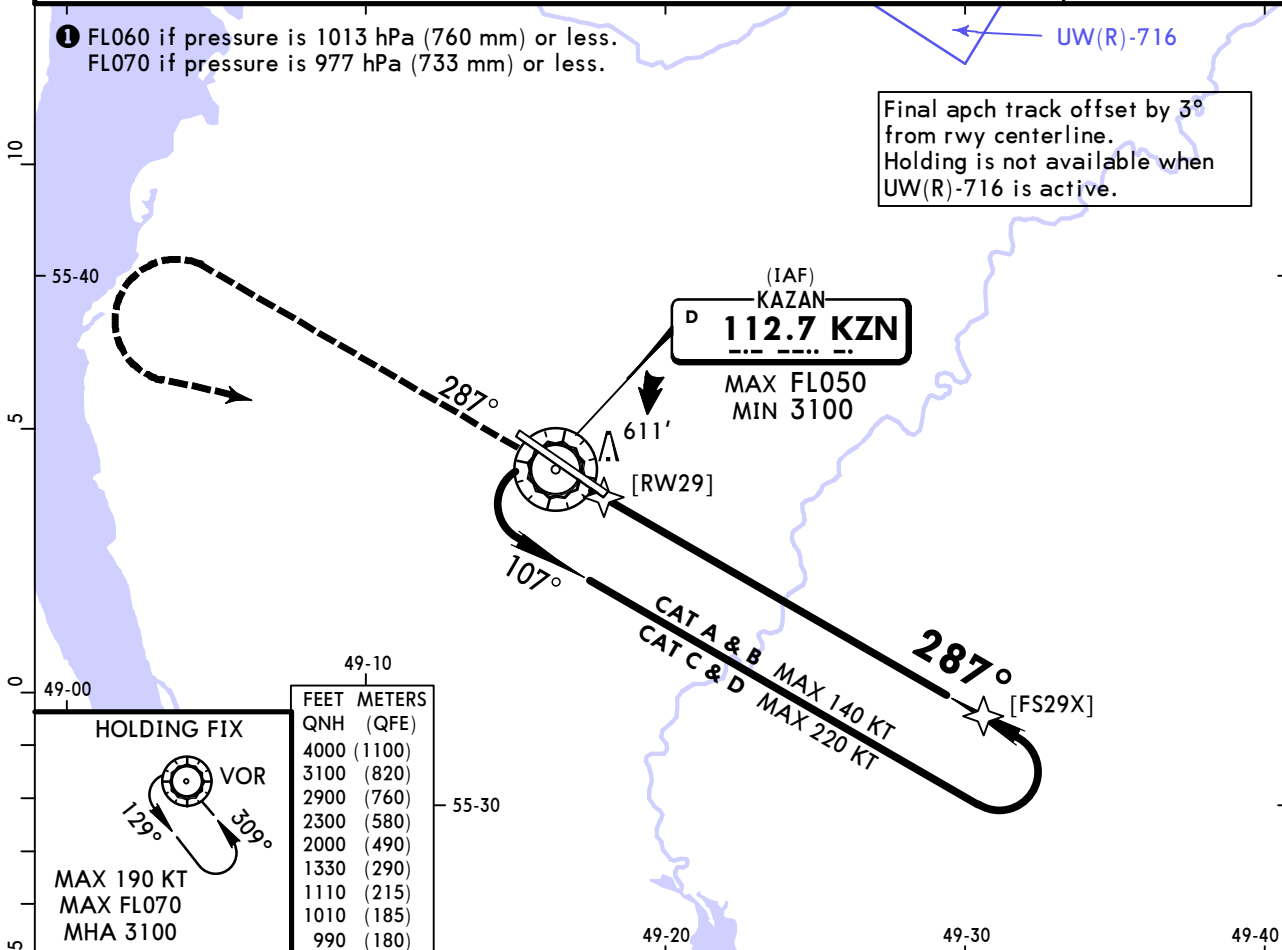 ❶ FL060 if pressure is 1013 hPa (760 mm) or less.
FL070 if pressure is 977 hPa (733 mm) or less.
UW(R)-716
Final apch track offset by 3°
from rwy centerline.
Holding is not available when
UW(R)-716 is active.
10
55-40
(IAF)
KAZAN
D 112.7 KZN
MAX FL050
MIN 3100
287°
5
611'
[RW29]
107°
CAT A & B MAX 140 KT
CAT C & D MAX 220 KT
287°
[FS29X]
0
49-00
49-10
HOLDING FIX
VOR
129°
309°
MAX 190 KT
MAX FL070
MHA 3100
FEET METERS
QNH (QFE)
4000 (1100)
3100 (820)
2900 (760)
2300 (580)
2000 (490)
1330 (290)
1110 (215)
1010 (185)
990 (180)
55-30
5
49-20
49-30
49-40